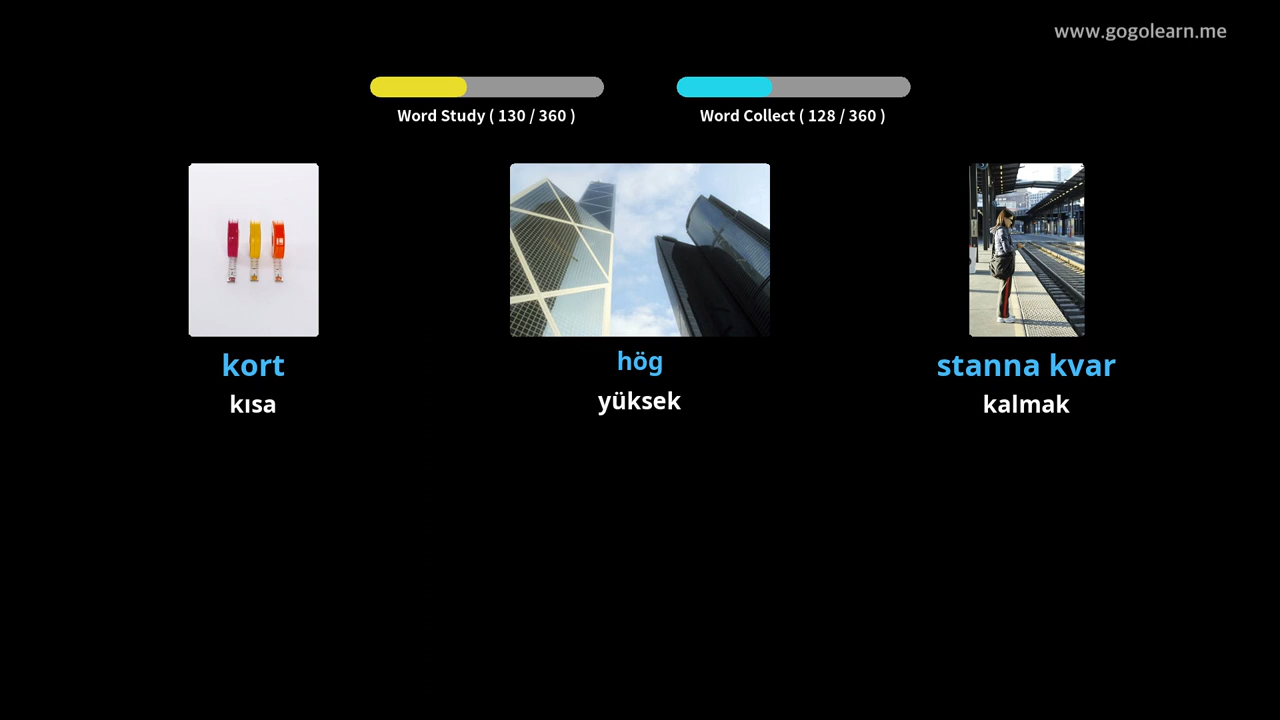 www.gogolearn.me
Word Study ( 130 / 360 )
Word Collect ( 128 / 360 )
kort
kısa
hög
yüksek
stanna kvar
kalmak